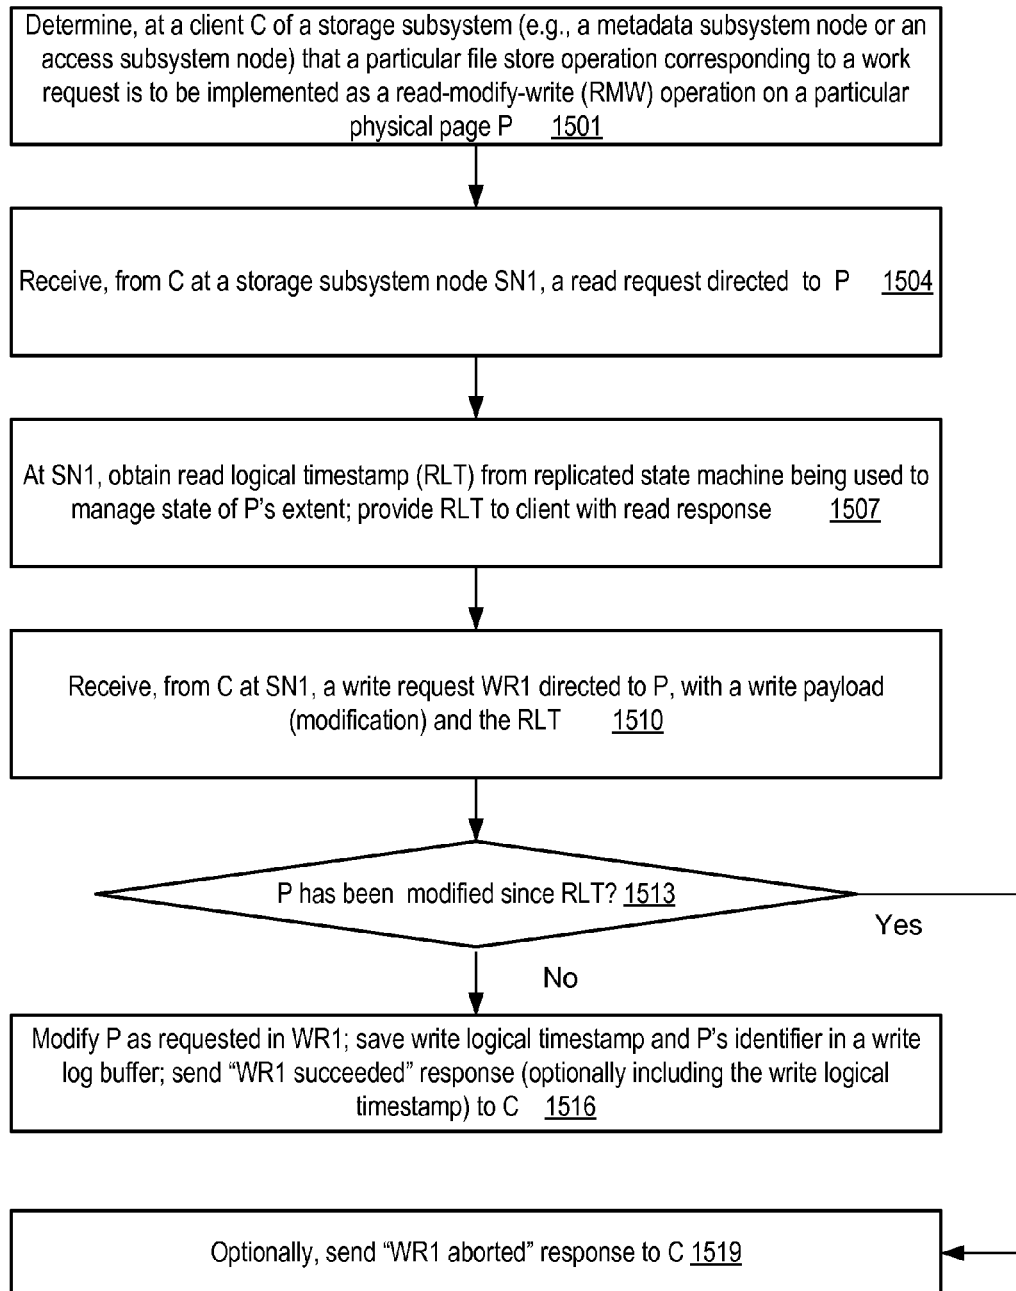 Determine, at a client C of a storage subsystem (e.g., a metadata subsystem node or an
access subsystem node) that a particular file store operation corresponding to a work
request is to be implemented as a read-modify-write (RMW) operation on a particular
physical page P 1501
Receive, from C at a storage subsystem node SN1, a read request directed to P 1504
At SN1, obtain read logical timestamp (RLT) from replicated state machine being used to
manage state of P's extent; provide RLT to client with read response 1507
Receive, from C at SN1, a write request WR1 directed to P, with a write payload
(modification) and the RLT 1510
P has been modified since RLT? 1513
Yes
No
Modify P as requested in WR1; save write logical timestamp and P's identifier in a write
log buffer; send “WR1 succeeded” response (optionally including the write logical
timestamp) to C 1516
Optionally, send “WR1 aborted” response to C 1519